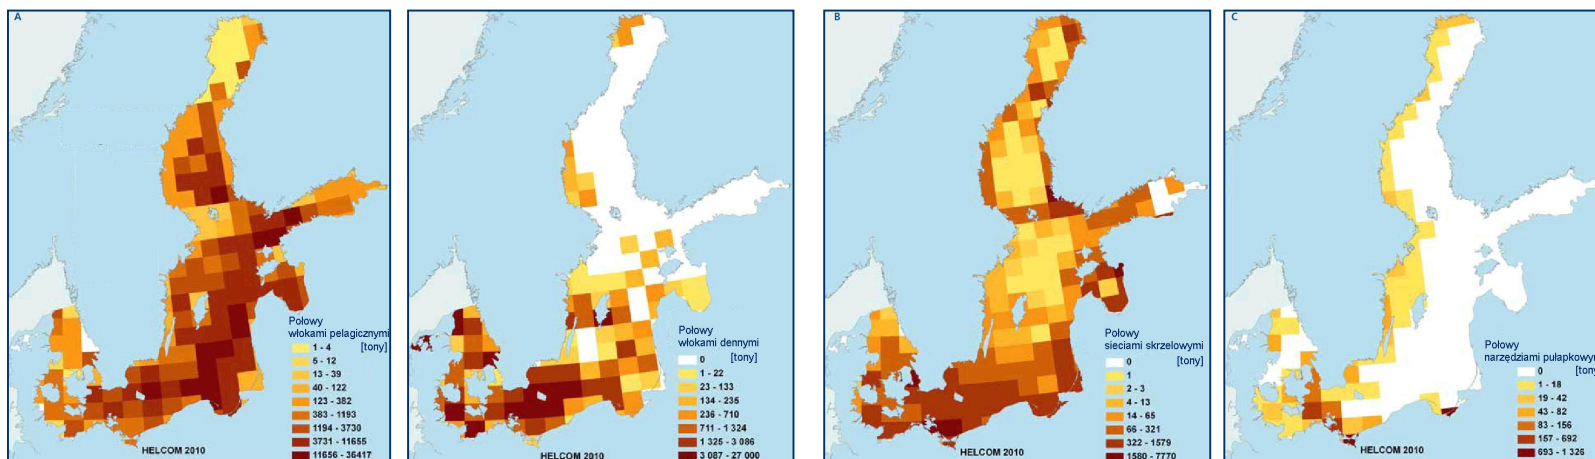 A
Połowy
włokami pelagicznymi
[tony]
1 - 4
5 - 12
13 - 39
40 - 122
123 - 382
383 - 1193
1194 - 3730
3731 - 11655
11656 - 36417
HELCOM 2010
Połowy
włokami dennymi
[tony]
0
1 - 22
23 - 133
134 - 235
236 - 710
711 - 1 324
1 325 - 3 086
3 087 - 27 000
HELCOM 2010
B
Połowy
sieciami skrzelowymi
[tony]
0
1
2 - 3
4 - 13
14 - 65
66 - 321
322 - 1579
1580 - 7770
HELCOM 2010
C
Połowy
narzędziami pułapkowym
[tony]
0
1 - 18
19 - 42
43 - 82
83 - 156
157 - 692
693 - 1 326
HELCOM 2010